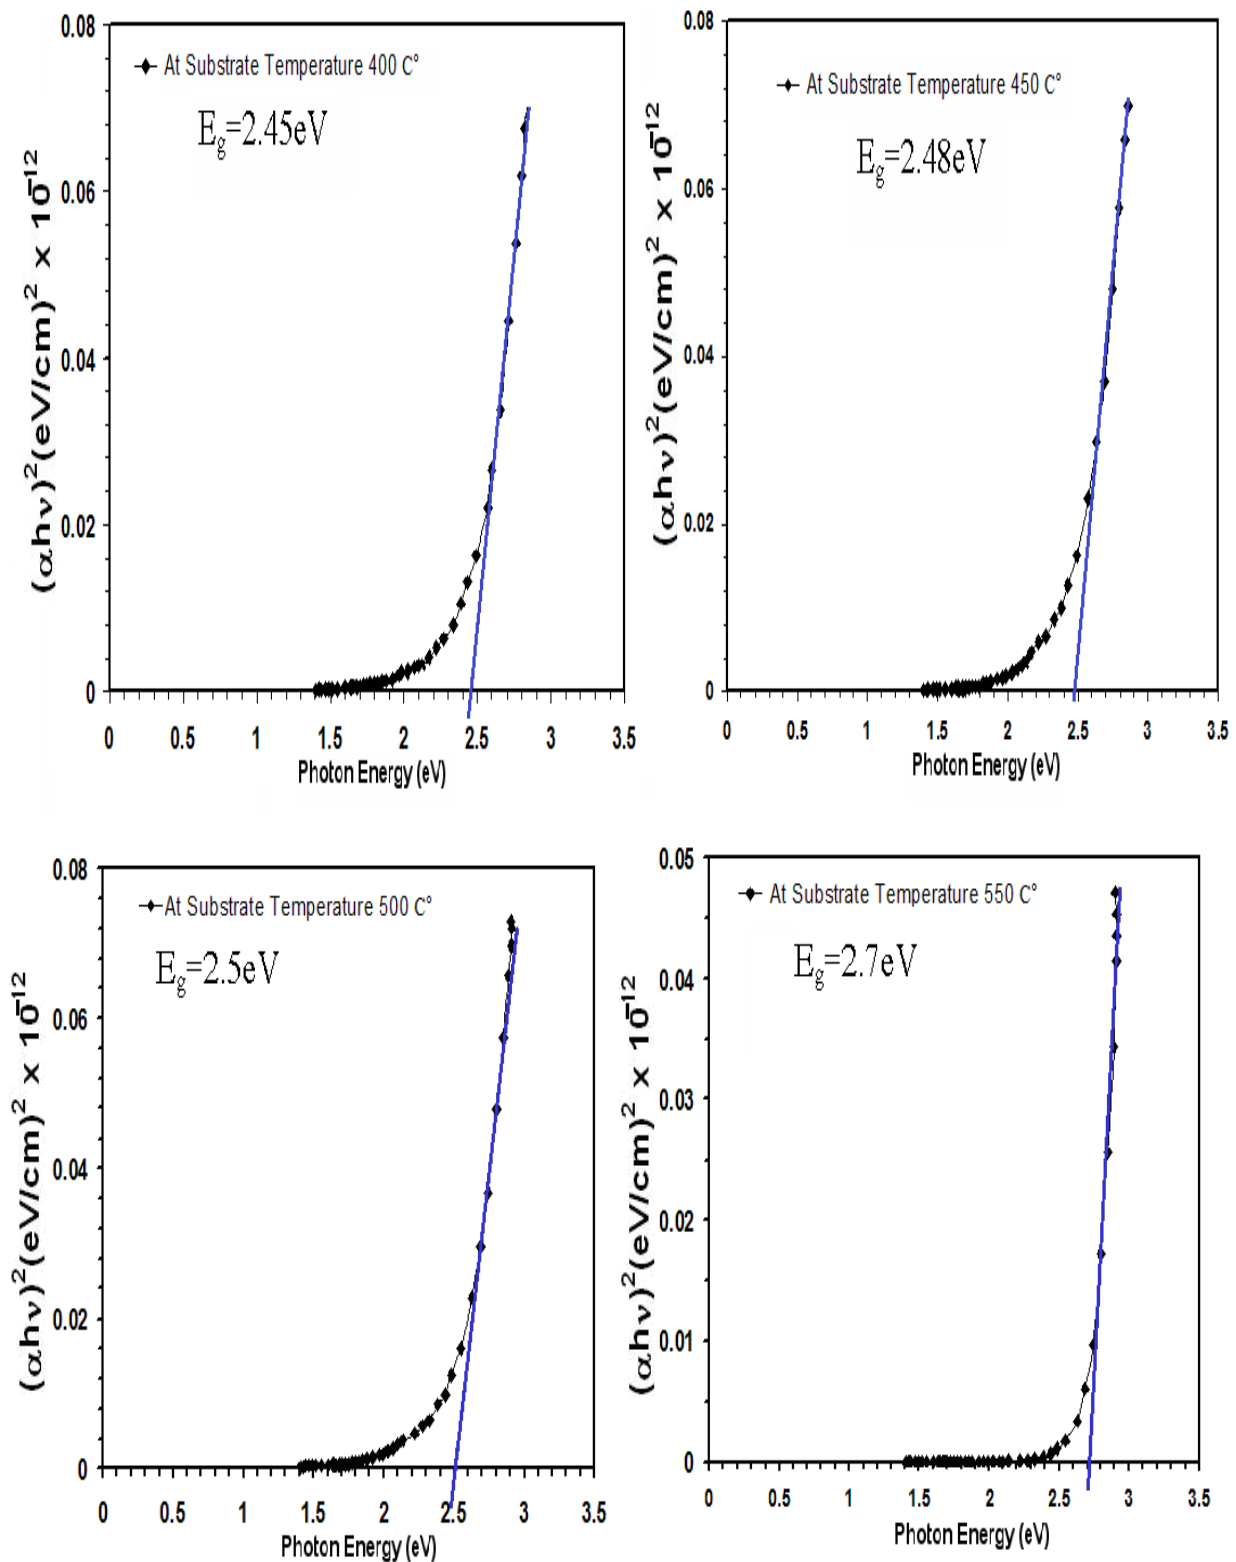 0.08
At Substrate Temperature 400 C°
E_g=2.45eV
0.06
0.04
0.02
0
0 0.5 1 1.5 2 2.5 3 3.5
Photon Energy (eV)
(αhν)²(eV/cm)² x 10⁻¹²
0.08
At Substrate Temperature 450 C°
E_g=2.48eV
0.06
0.04
0.02
0
0 0.5 1 1.5 2 2.5 3 3.5
Photon Energy (eV)
(αhν)²(eV/cm)² x 10⁻¹²
0.08
At Substrate Temperature 500 C°
E_g=2.5eV
0.06
0.04
0.02
0
0 0.5 1 1.5 2 2.5 3 3.5
Photon Energy (eV)
(αhν)²(eV/cm)² x 10⁻¹²
0.05
At Substrate Temperature 550 C°
E_g=2.7eV
0.04
0.03
0.02
0.01
0
0 0.5 1 1.5 2 2.5 3 3.5
Photon Energy (eV)
(αhν)²(eV/cm)² x 10⁻¹²